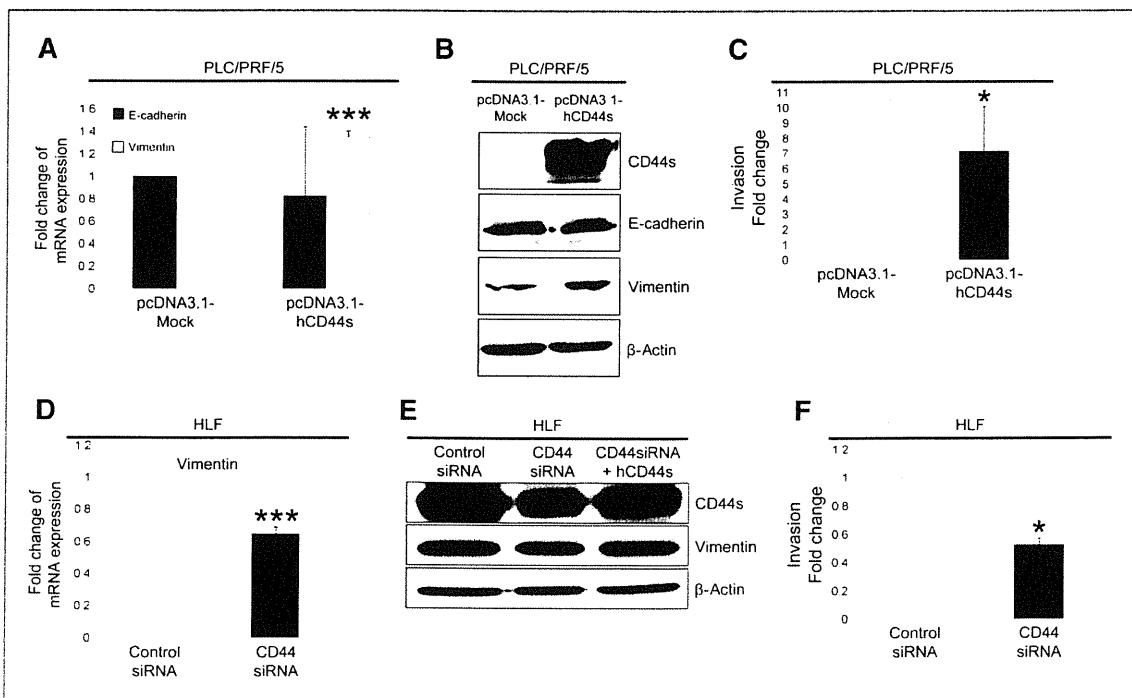 A
PLC/PRF/5
Fold change of
mRNA expression
1 6
1.4
1.2
1
0.8
0.6
0.4
0.2
0
E-cadherin
Vimentin
***
pcDNA3.1-
Mock
pcDNA3.1-
hCD44s
B
PLC/PRF/5
pcDNA3.1-
Mock
pcDNA3 1-
hCD44s
CD44s
E-cadherin
Vimentin
β-Actin
C
PLC/PRF/5
Invasion
Fold change
11
10
9
8
7
6
5
4
3
2
1
0
*
pcDNA3.1-
Mock
pcDNA3.1-
hCD44s
D
HLF
Fold change of
mRNA expression
1 2
1
0.8
0.6
0 4
0 2
0
Vimentin
***
Control
siRNA
CD44
siRNA
E
HLF
Control
siRNA
CD44
siRNA
CD44siRNA
+ hCD44s
CD44s
Vimentin
β-Actin
F
HLF
Invasion
Fold change
1 2
1
0 8
0 6
0 4
0 2
0
*
Control
siRNA
CD44
siRNA